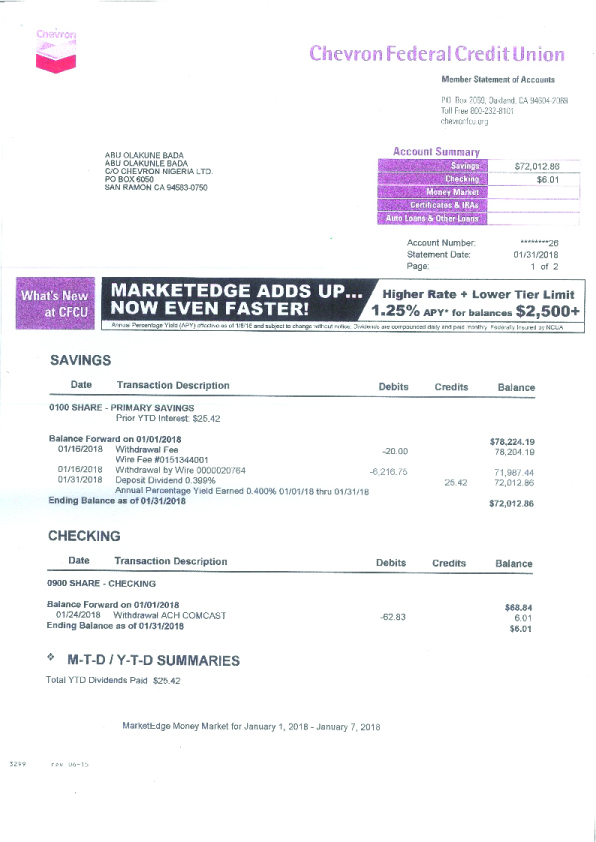 Chevron
Chevron Federal Credit Union
Member Statement of Accounts
P.O. Box 2069, Oakland, CA 94604-2069
Toll Free 800-232-8101
chevronfcu.org
ABU OLAKUNE BADA
ABU OLAKUNLE BADA
C/O CHEVRON NIGERIA LTD.
PO BOX 6050
SAN RAMON CA 94583-0750
Account Summary
Savings $72,012.86
Checking $6.01
Money Market
Certificates & IRAs
Auto Loans & Other Loans
Account Number: ********26
Statement Date: 01/31/2018
Page: 1 of 2
What's New at CFCU
MARKETEDGE ADDS UP...
NOW EVEN FASTER!
Higher Rate + Lower Tier Limit
1.25% APY* for balances $2,500+
Annual Percentage Yield (APY) effective as of 1/8/18 and subject to change without notice. Dividends are compounded daily and paid monthly. Federally Insured by NCUA
SAVINGS
Date Transaction Description Debits Credits Balance
0100 SHARE - PRIMARY SAVINGS
Prior YTD Interest: $25.42
Balance Forward on 01/01/2018 $78,224.19
01/16/2018 Withdrawal Fee -20.00 78,204.19
Wire Fee #0151344001
01/16/2018 Withdrawal by Wire 0000020764 -6,216.75 71,987.44
01/31/2018 Deposit Dividend 0.399% 25.42 72,012.86
Annual Percentage Yield Earned 0.400% 01/01/18 thru 01/31/18
Ending Balance as of 01/31/2018 $72,012.86
CHECKING
Date Transaction Description Debits Credits Balance
0900 SHARE - CHECKING
Balance Forward on 01/01/2018 $68.84
01/24/2018 Withdrawal ACH COMCAST -62.83 6.01
Ending Balance as of 01/31/2018 $6.01
❖ M-T-D / Y-T-D SUMMARIES
Total YTD Dividends Paid $25.42
MarketEdge Money Market for January 1, 2018 - January 7, 2018
3299 rev 06-15